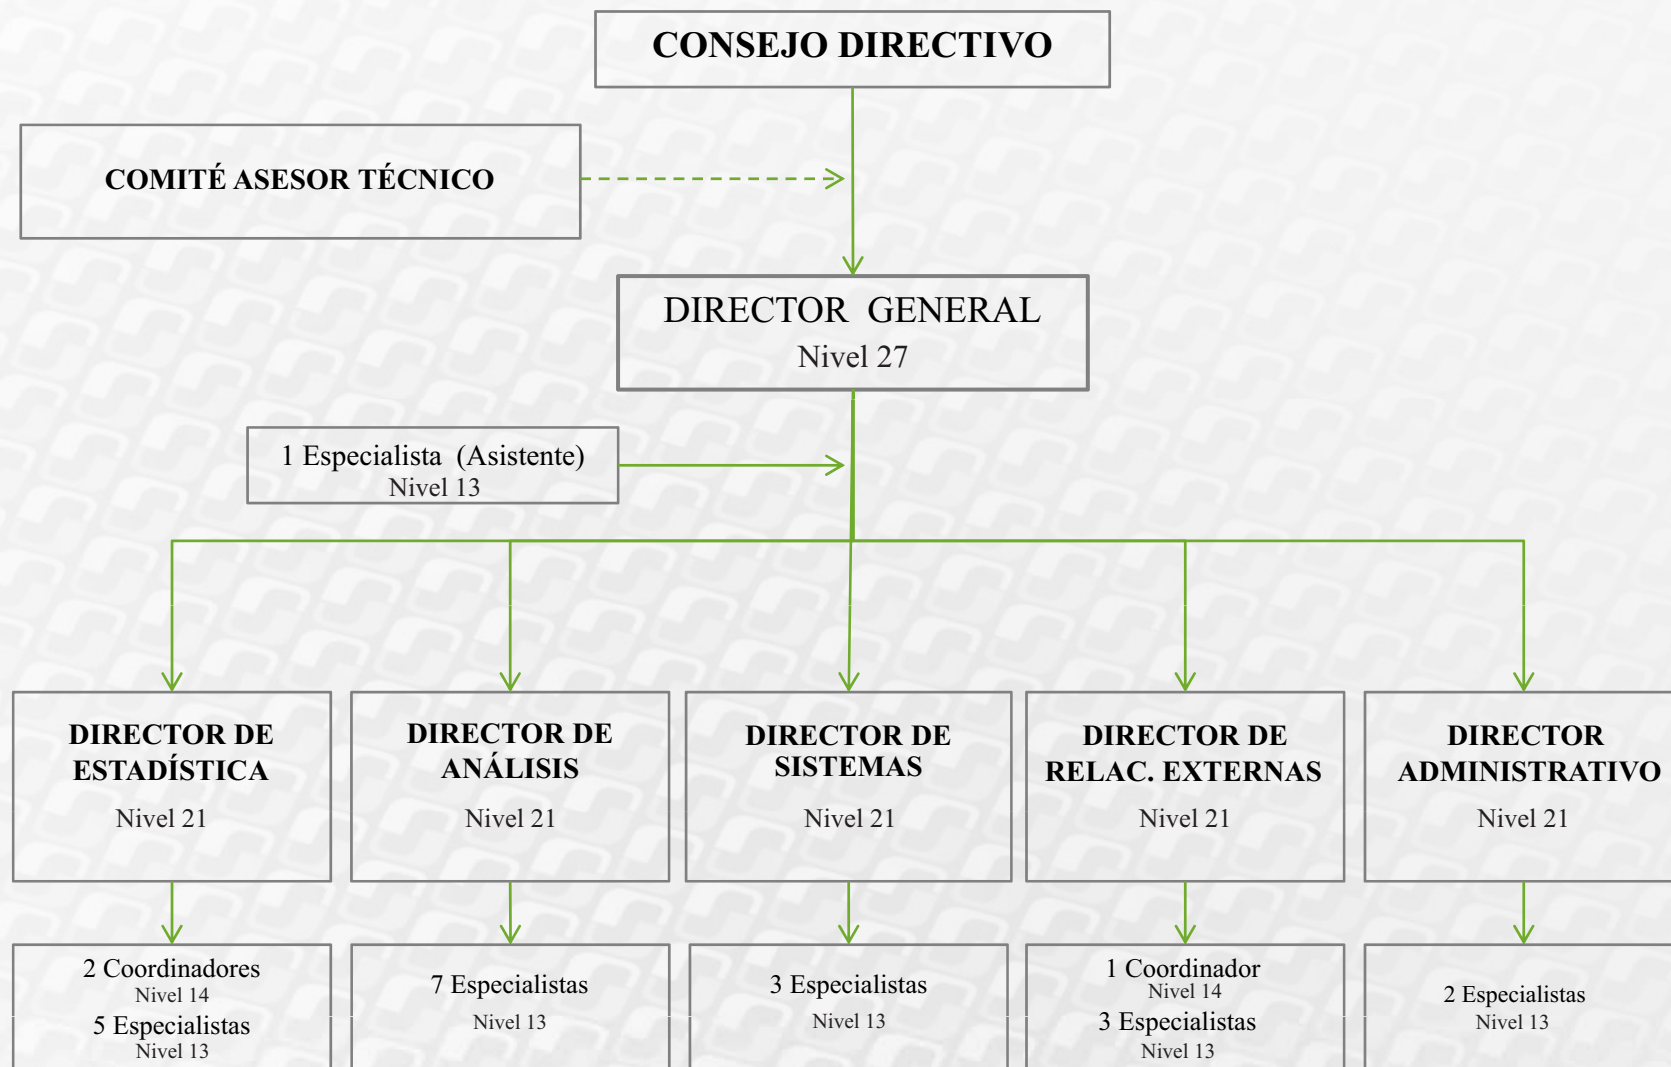 CONSEJO DIRECTIVO
COMITÉ ASESOR TÉCNICO
DIRECTOR GENERAL
Nivel 27
1 Especialista (Asistente)
Nivel 13
DIRECTOR DE
ESTADÍSTICA
Nivel 21
DIRECTOR DE
ANÁLISIS
Nivel 21
DIRECTOR DE
SISTEMAS
Nivel 21
DIRECTOR DE
RELAC. EXTERNAS
Nivel 21
DIRECTOR
ADMINISTRATIVO
Nivel 21
2 Coordinadores
Nivel 14
5 Especialistas
Nivel 13
7 Especialistas
Nivel 13
3 Especialistas
Nivel 13
1 Coordinador
Nivel 14
3 Especialistas
Nivel 13
2 Especialistas
Nivel 13